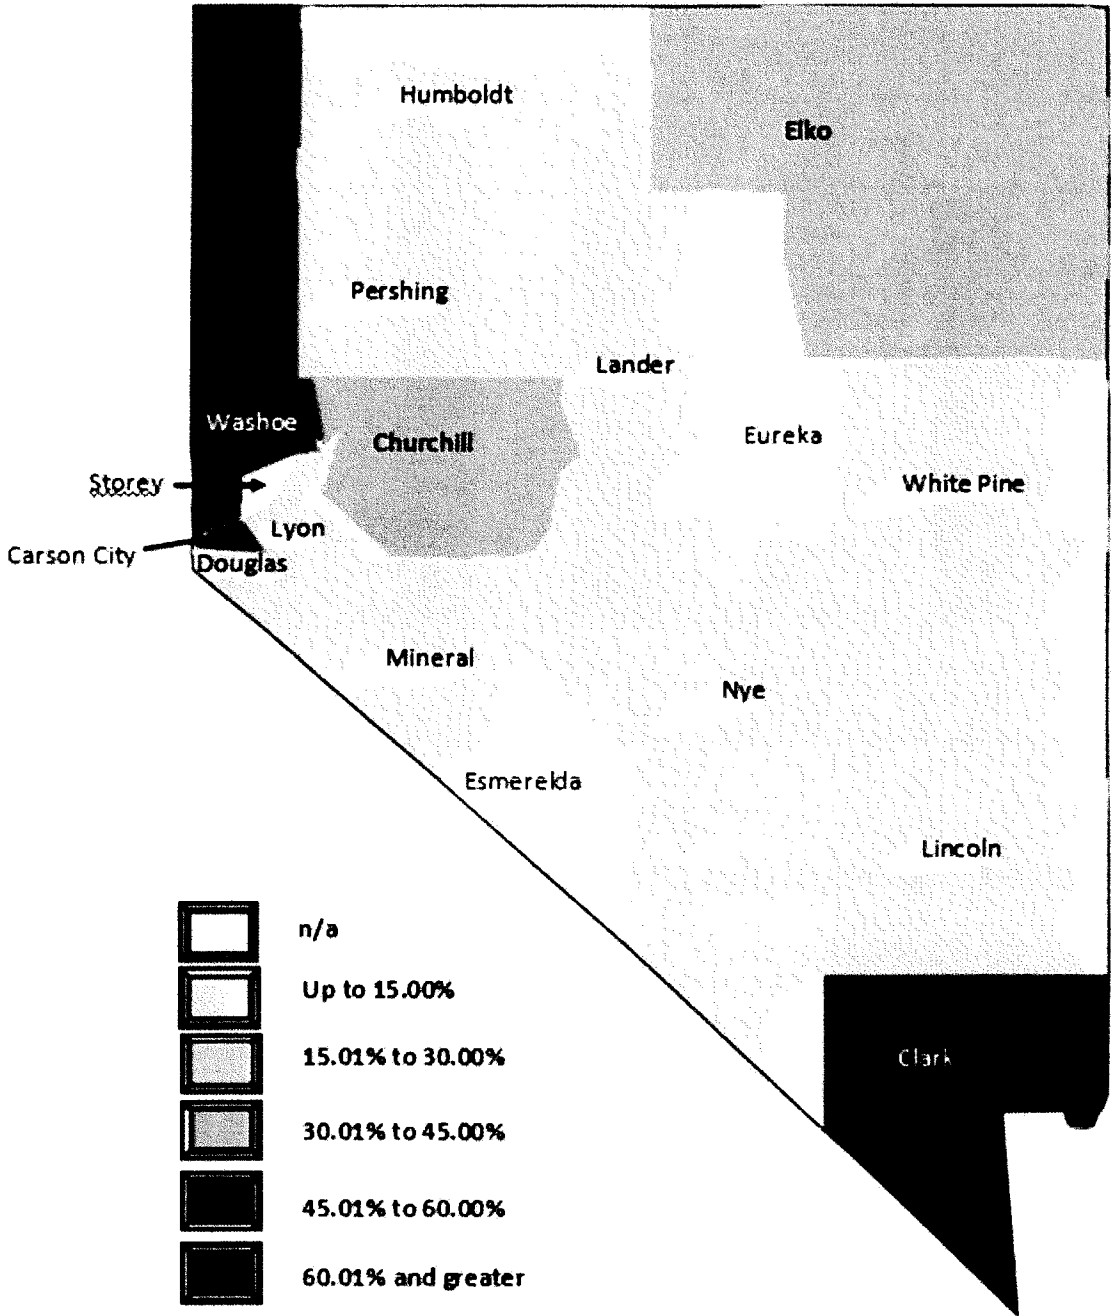 Humboldt
Elko
Pershing
Lander
Washoe
Churchill
Eureka
Storey
White Pine
Lyon
Carson City
Douglas
Mineral
Nye
Esmerelda
Lincoln
n/a
Up to 15.00%
15.01% to 30.00%
Clark
30.01% to 45.00%
45.01% to 60.00%
60.01% and greater